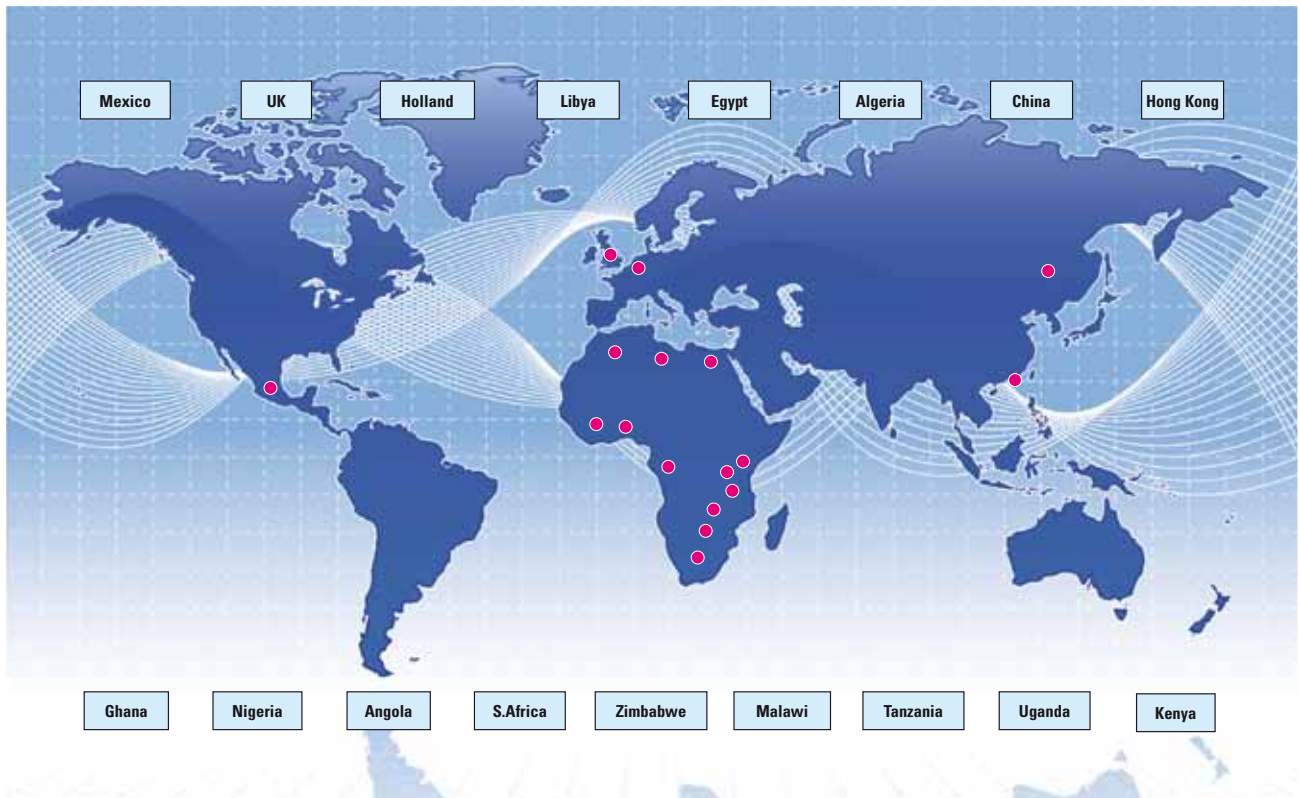 Mexico
UK
Holland
Libya
Egypt
Algeria
China
Hong Kong
Ghana
Nigeria
Angola
S.Africa
Zimbabwe
Malawi
Tanzania
Uganda
Kenya